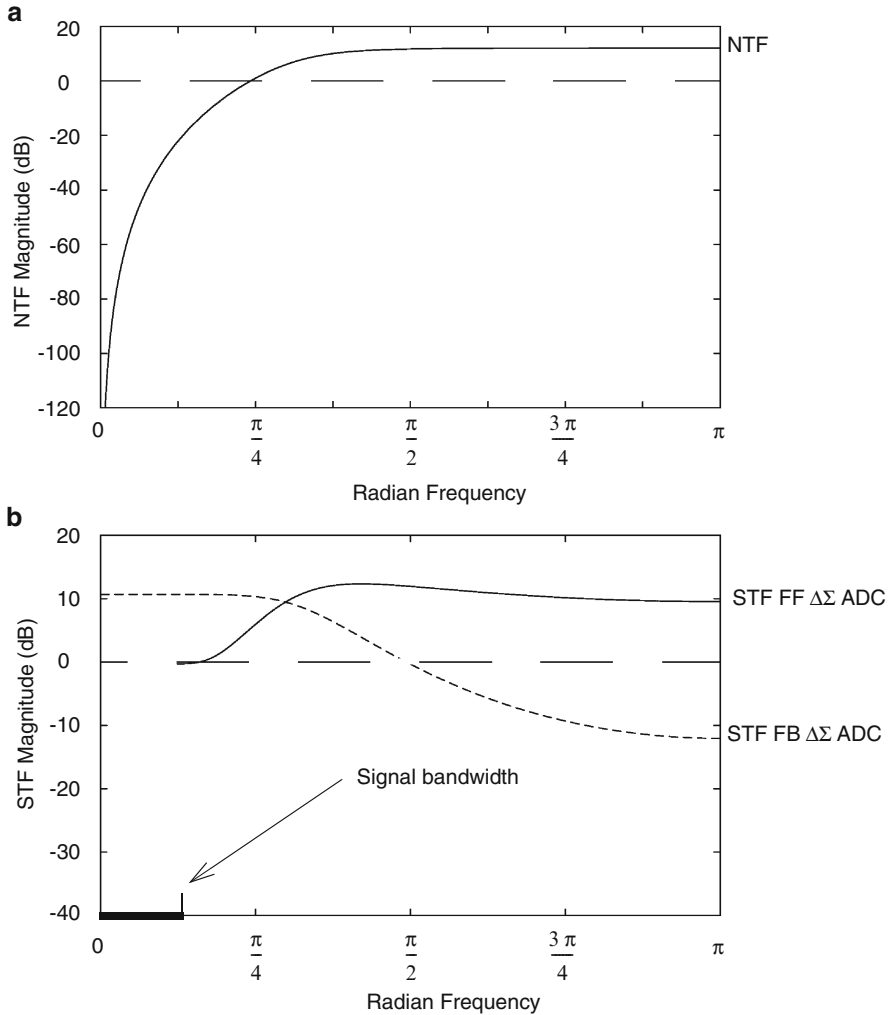 a
20
0
-20
-40
-60
-80
-100
-120
NTF Magnitude (dB)
NTF
0
π/4
π/2
3 π/4
π
Radian Frequency
b
20
10
0
-10
-20
-30
-40
STF Magnitude (dB)
STF FF ΔΣ ADC
STF FB ΔΣ ADC
Signal bandwidth
0
π/4
π/2
3 π/4
π
Radian Frequency